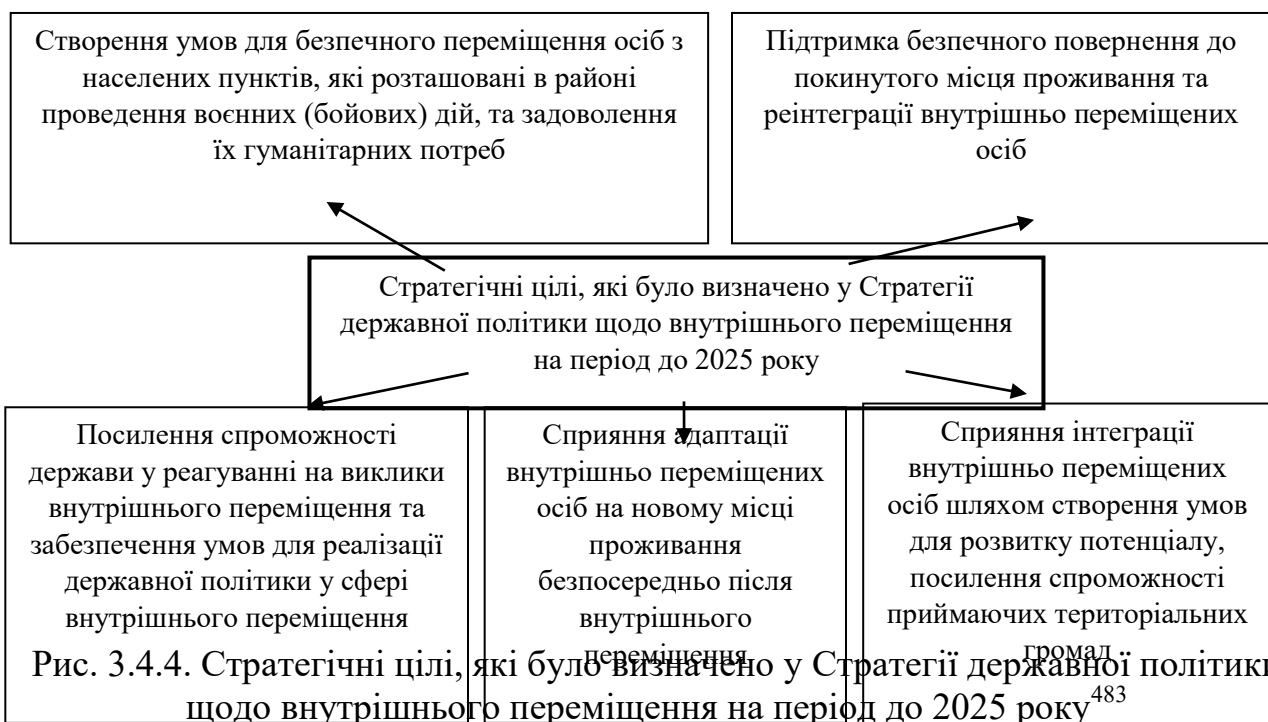 Створення умов для безпечного переміщення осіб з
населених пунктів, які розташовані в районі
проведення воєнних (бойових) дій, та задоволення
їх гуманітарних потреб
Підтримка безпечного повернення до
покинутого місця проживання та
реінтеграції внутрішньо переміщених
осіб
Стратегічні цілі, які було визначено у Стратегії
державної політики щодо внутрішнього переміщення
на період до 2025 року
Посилення спроможності
держави у реагуванні на виклики
внутрішнього переміщення та
забезпечення умов для реалізації
державної політики у сфері
внутрішнього переміщення
Сприяння адаптації
внутрішньо переміщених
осіб на новому місці
проживання
безпосередньо після
внутрішнього
переміщення
Сприяння інтеграції
внутрішньо переміщених
осіб шляхом створення умов
для розвитку потенціалу,
посилення спроможності
приймаючих територіальних
громад
Рис. 3.4.4. Стратегічні цілі, які було визначено у Стратегії державної політики
щодо внутрішнього переміщення на період до 2025 року483